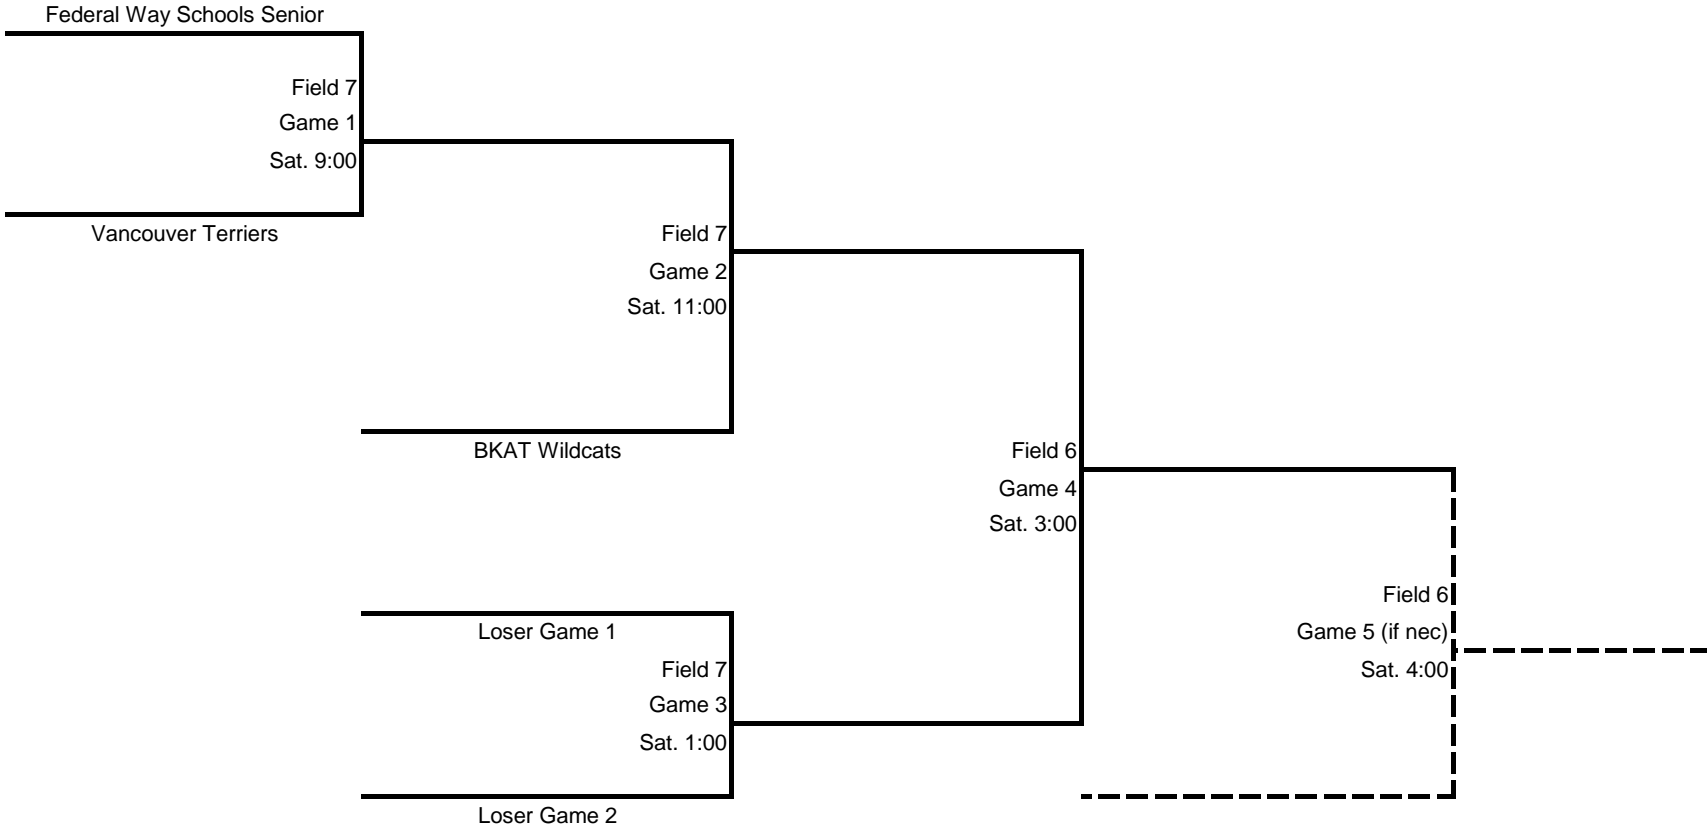 Federal Way Schools Senior
Field 7
Game 1
Sat. 9:00
Vancouver Terriers
Field 7
Game 2
Sat. 11:00
BKAT Wildcats
Field 6
Game 4
Sat. 3:00
Loser Game 1
Field 7
Game 3
Sat. 1:00
Loser Game 2
Field 6
Game 5 (if nec)
Sat. 4:00